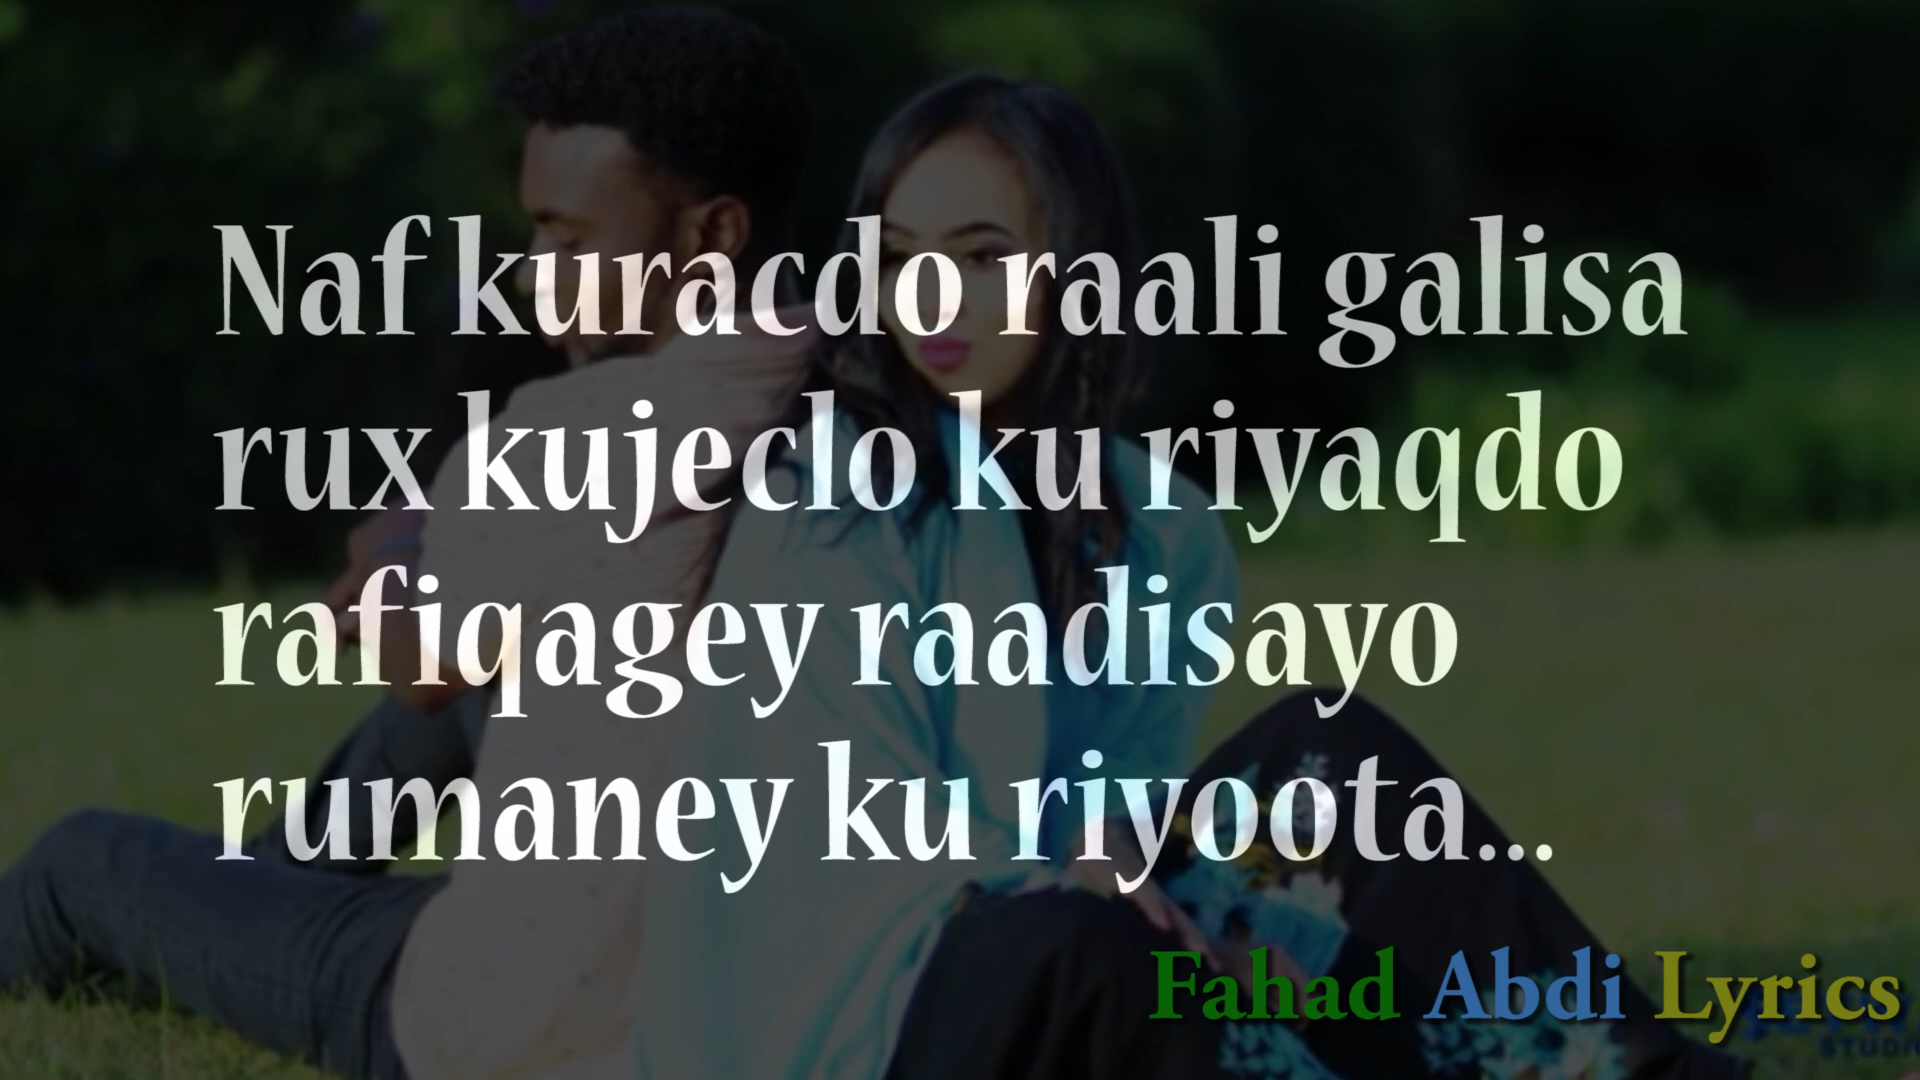 Naf kuracdo raali galisa
rux kujeclo ku riyaqdo
rafiqagey raadisayo
rumaney ku riyoota...
Fahad Abdi Lyrics